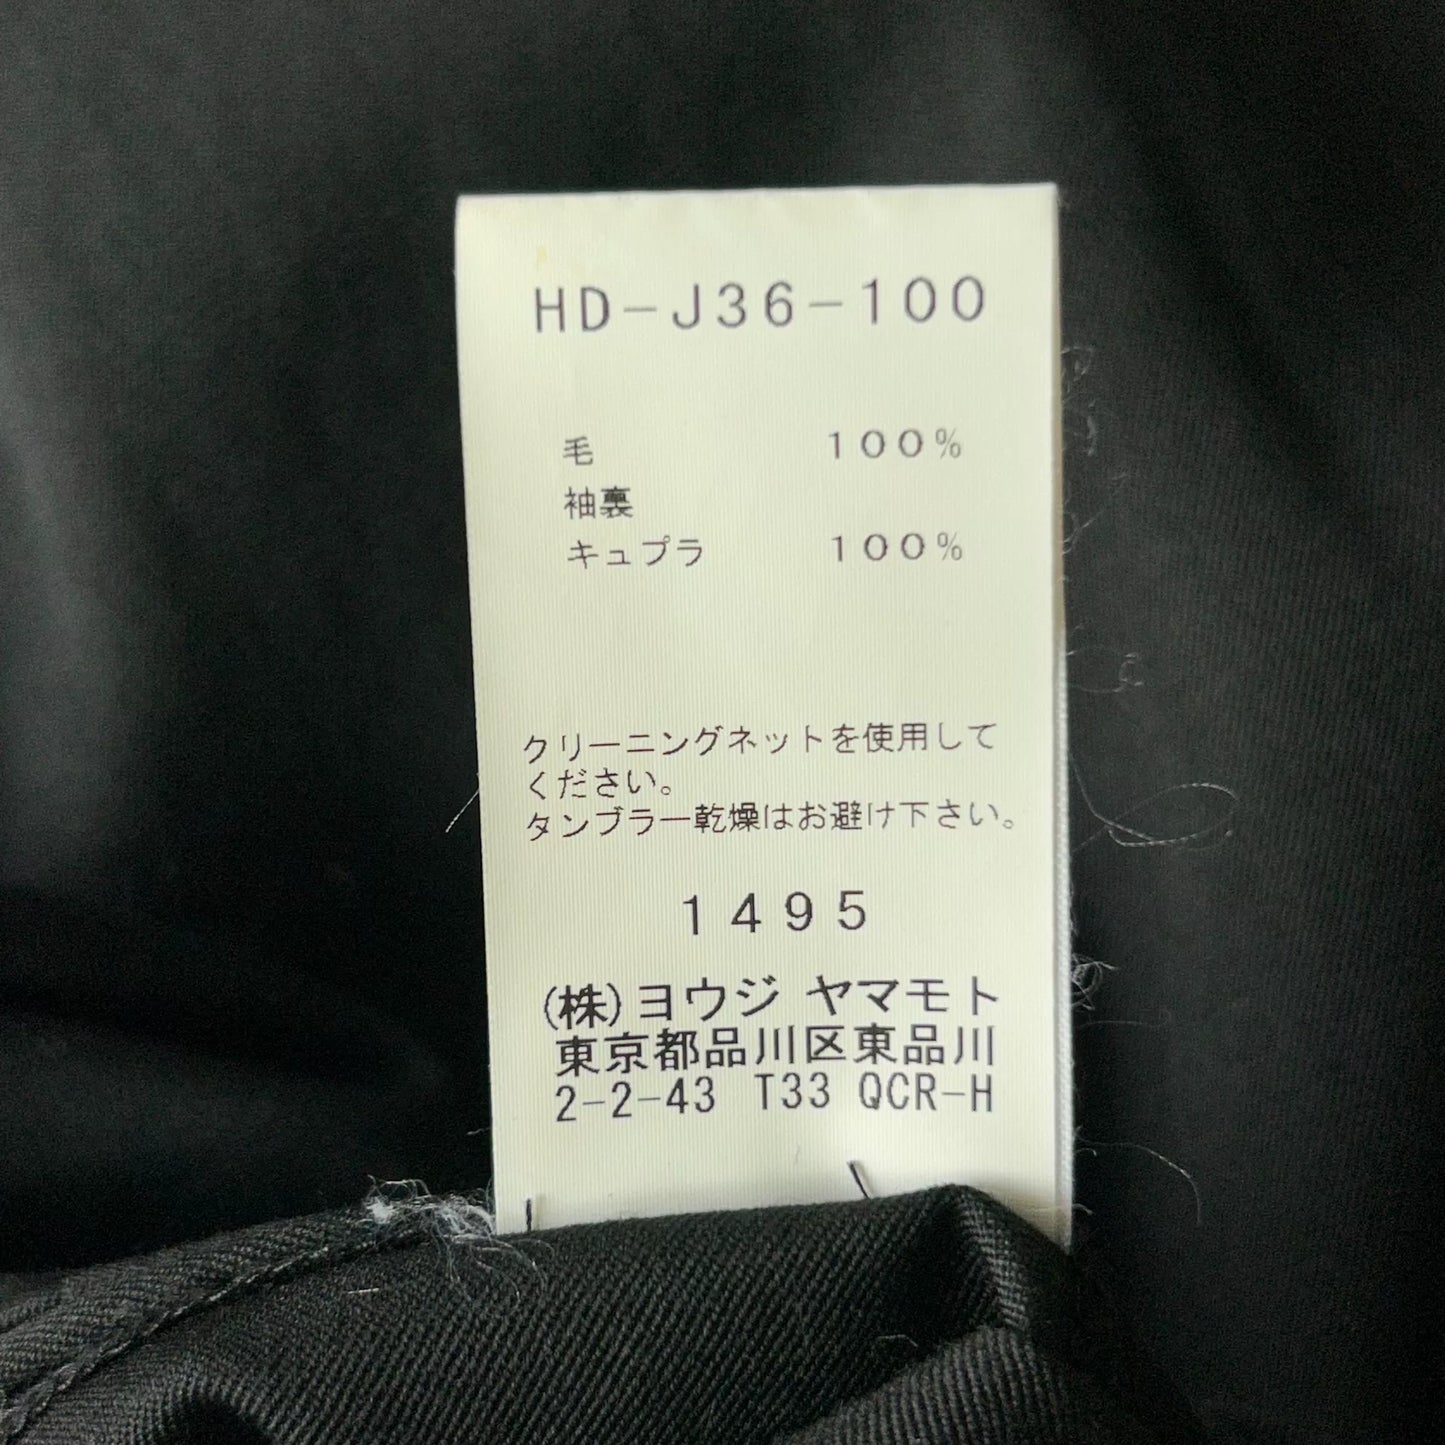 HD-J36-100
毛 100%
袖裏
キュプラ 100%
クリーニングネットを使用して
ください。
タンブラー乾燥はお避け下さい。
1495
(株)ヨウジ ヤマモト
東京都品川区東品川
2-2-43 T33 QCR-H